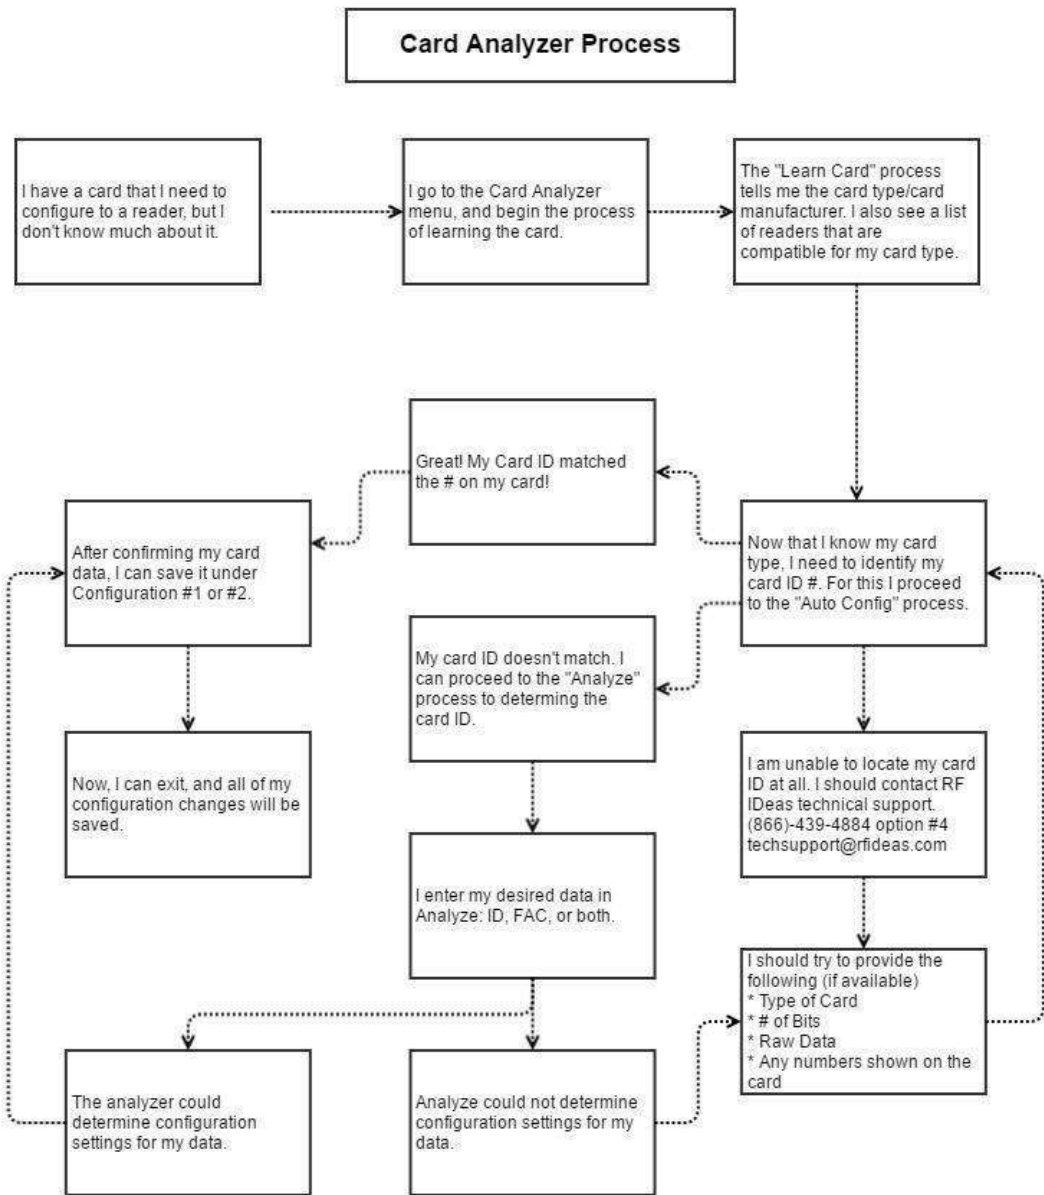 Card Analyzer Process
I have a card that I need to
configure to a reader, but I
don't know much about it.
I go to the Card Analyzer
menu, and begin the process
of learning the card.
The "Learn Card" process
tells me the card type/card
manufacturer. I also see a list
of readers that are
compatible for my card type.
Great! My Card ID matched
the # on my card!
After confirming my card
data, I can save it under
Configuration #1 or #2.
Now that I know my card
type, I need to identify my
card ID #. For this I proceed
to the "Auto Config" process.
My card ID doesn't match. I
can proceed to the "Analyze"
process to determing the
card ID.
Now, I can exit, and all of my
configuration changes will be
saved.
I am unable to locate my card
ID at all. I should contact RF
IDeas technical support.
(866)-439-4884 option #4
techsupport@rfideas.com
I enter my desired data in
Analyze: ID, FAC, or both.
I should try to provide the
following (if available)
* Type of Card
* # of Bits
* Raw Data
* Any numbers shown on the
card
The analyzer could
determine configuration
settings for my data.
Analyze could not determine
configuration settings for my
data.